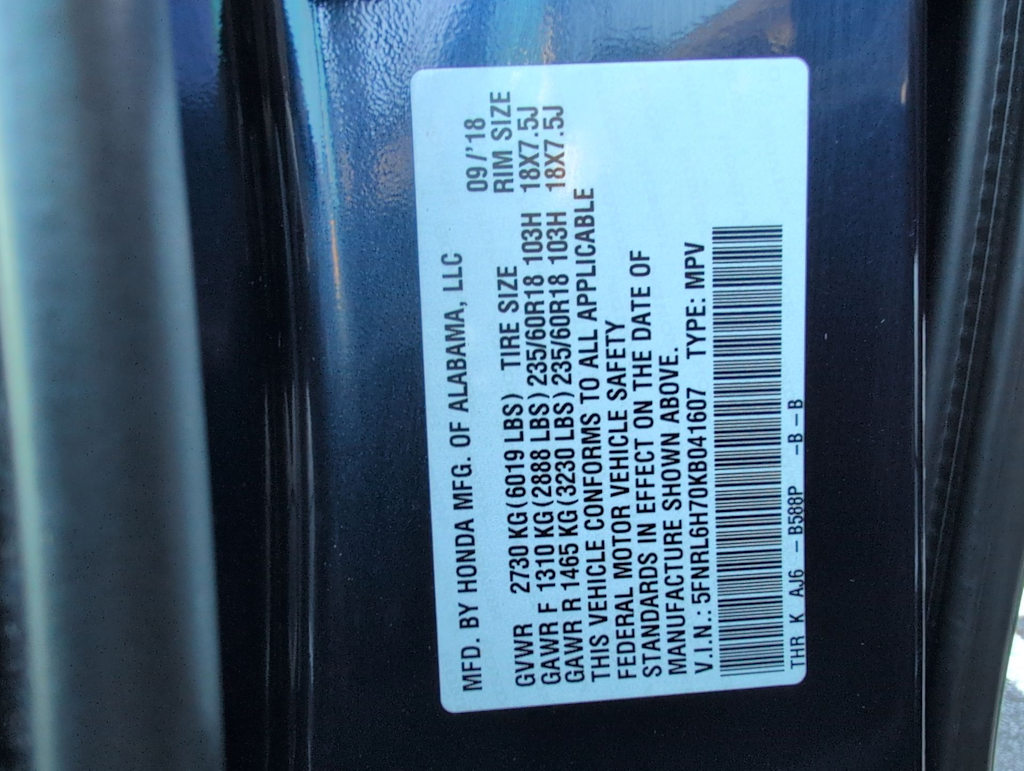 MFD. BY HONDA MFG. OF ALABAMA, LLC 09/'18
GVWR 2730 KG(6019 LBS) TIRE SIZE RIM SIZE
GAWR F 1310 KG(2888 LBS) 235/60R18 103H 18X7.5J
GAWR R 1465 KG(3230 LBS) 235/60R18 103H 18X7.5J
THIS VEHICLE CONFORMS TO ALL APPLICABLE
FEDERAL MOTOR VEHICLE SAFETY
STANDARDS IN EFFECT ON THE DATE OF
MANUFACTURE SHOWN ABOVE.
V.I.N.: 5FNRL6H70KB041607 TYPE: MPV
THR K AJ6 -B588P -B-B